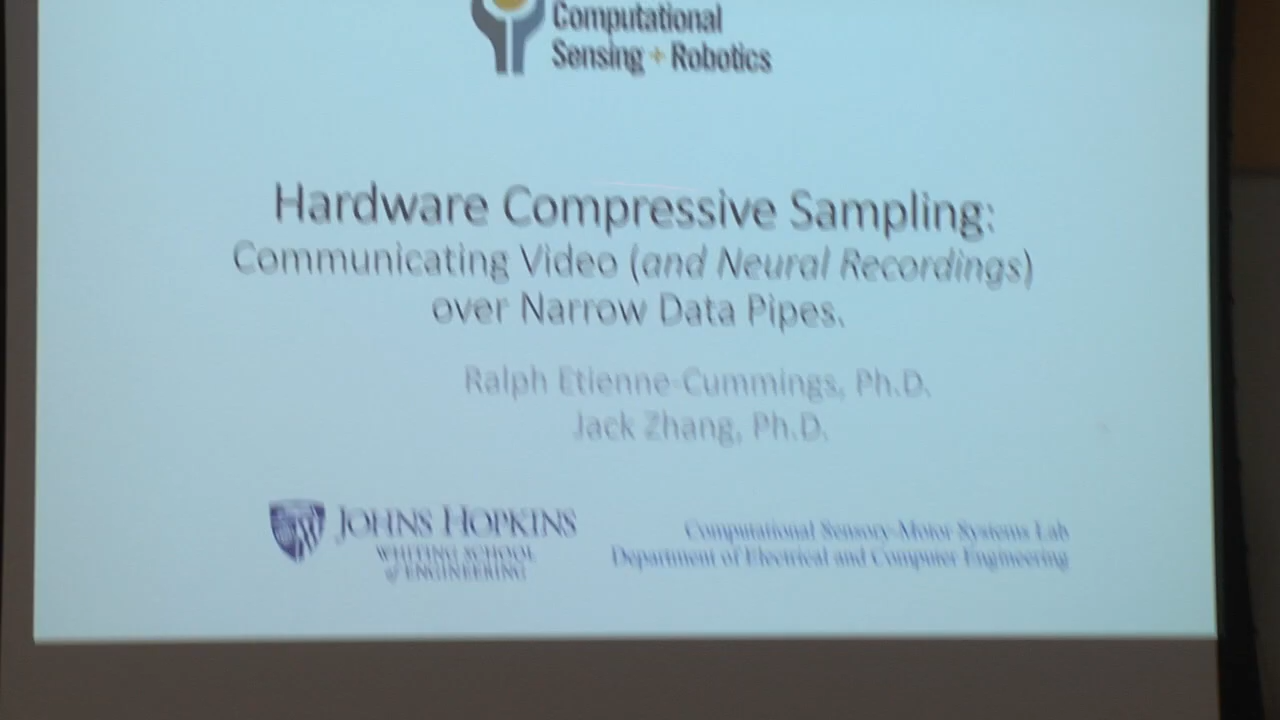 Computational
Sensing + Robotics
Hardware Compressive Sampling:
Communicating Video (and Neural Recordings)
over Narrow Data Pipes.
Ralph Etienne-Cummings, Ph.D.
Jack Zhang, Ph.D.
JOHNS HOPKINS
WHITING SCHOOL
of ENGINEERING
Computational Sensory-Motor Systems Lab
Department of Electrical and Computer Engineering